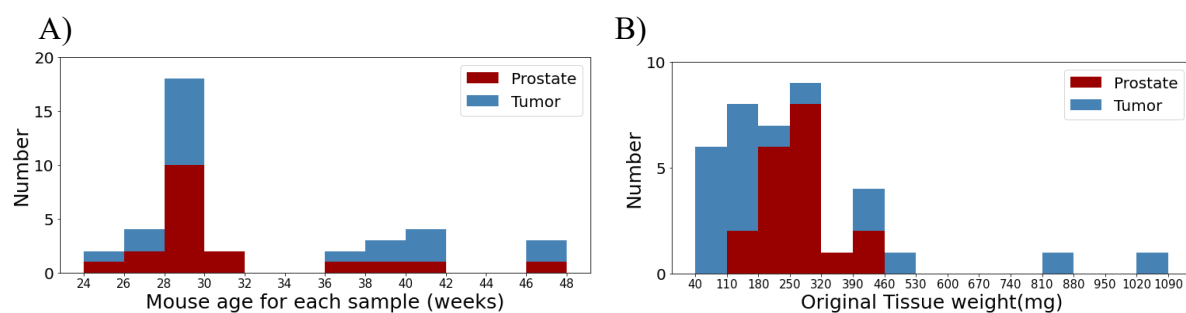 A)
B)
20
15
10
5
0
Number
Prostate
Tumor
24 26 28 30 32 34 36 38 40 42 44 46 48
Mouse age for each sample (weeks)
10
5
0
Number
Prostate
Tumor
40 110 180 250 320 390 460 530 600 670 740 810 880 950 1020 1090
Original Tissue weight(mg)